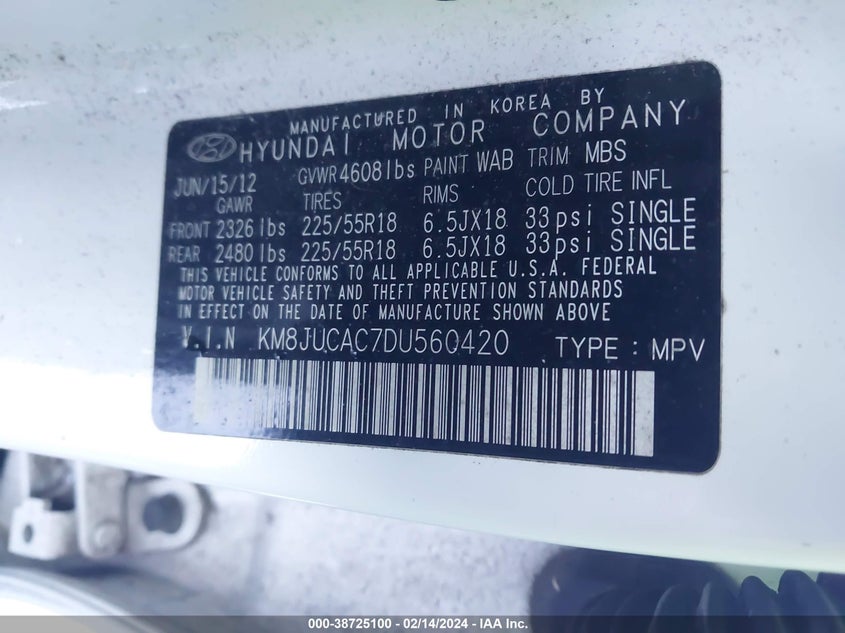 MANUFACTURED IN KOREA BY
HYUNDAI MOTOR COMPANY
JUN/15/12 GVWR4608lbs PAINT WAB TRIM MBS
GAWR TIRES RIMS COLD TIRE INFL
FRONT 2326lbs 225/55R18 6.5JX18 33psi SINGLE
REAR 2480lbs 225/55R18 6.5JX18 33psi SINGLE
THIS VEHICLE CONFORMS TO ALL APPLICABLE U.S.A. FEDERAL
MOTOR VEHICLE SAFETY AND THEFT PREVENTION STANDARDS
IN EFFECT ON THE DATE OF MANUFACTURE SHOWN ABOVE
V.I.N KM8JUCAC7DU560420 TYPE : MPV
000-38725100 - 02/14/2024 - IAA Inc.